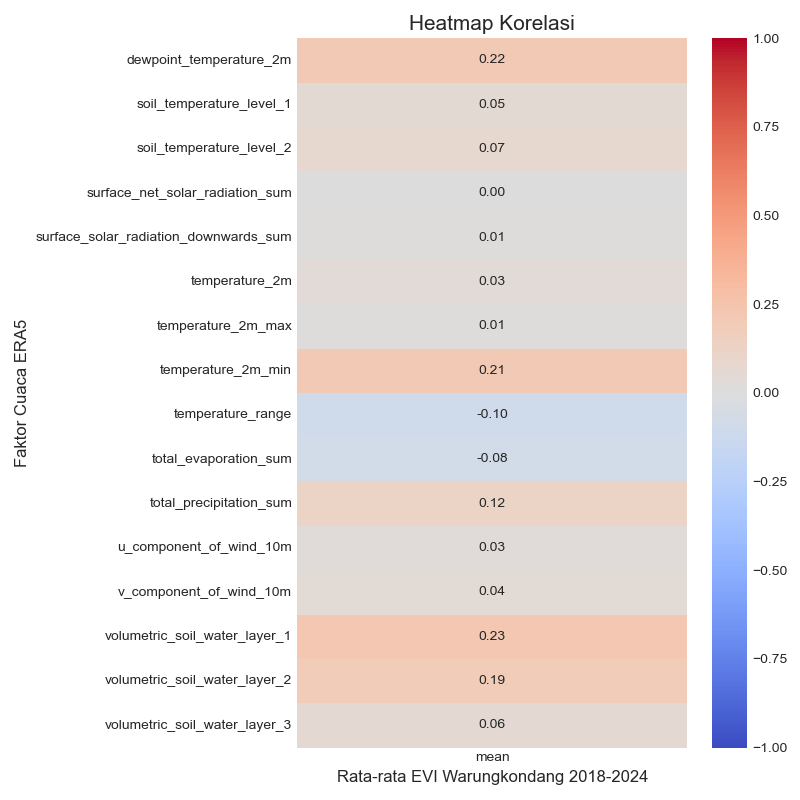 Heatmap Korelasi
Faktor Cuaca ERA5
dewpoint_temperature_2m 0.22
soil_temperature_level_1 0.05
soil_temperature_level_2 0.07
surface_net_solar_radiation_sum 0.00
surface_solar_radiation_downwards_sum 0.01
temperature_2m 0.03
temperature_2m_max 0.01
temperature_2m_min 0.21
temperature_range -0.10
total_evaporation_sum -0.08
total_precipitation_sum 0.12
u_component_of_wind_10m 0.03
v_component_of_wind_10m 0.04
volumetric_soil_water_layer_1 0.23
volumetric_soil_water_layer_2 0.19
volumetric_soil_water_layer_3 0.06
mean
Rata-rata EVI Warungkondang 2018-2024
1.00
0.75
0.50
0.25
0.00
−0.25
−0.50
−0.75
−1.00